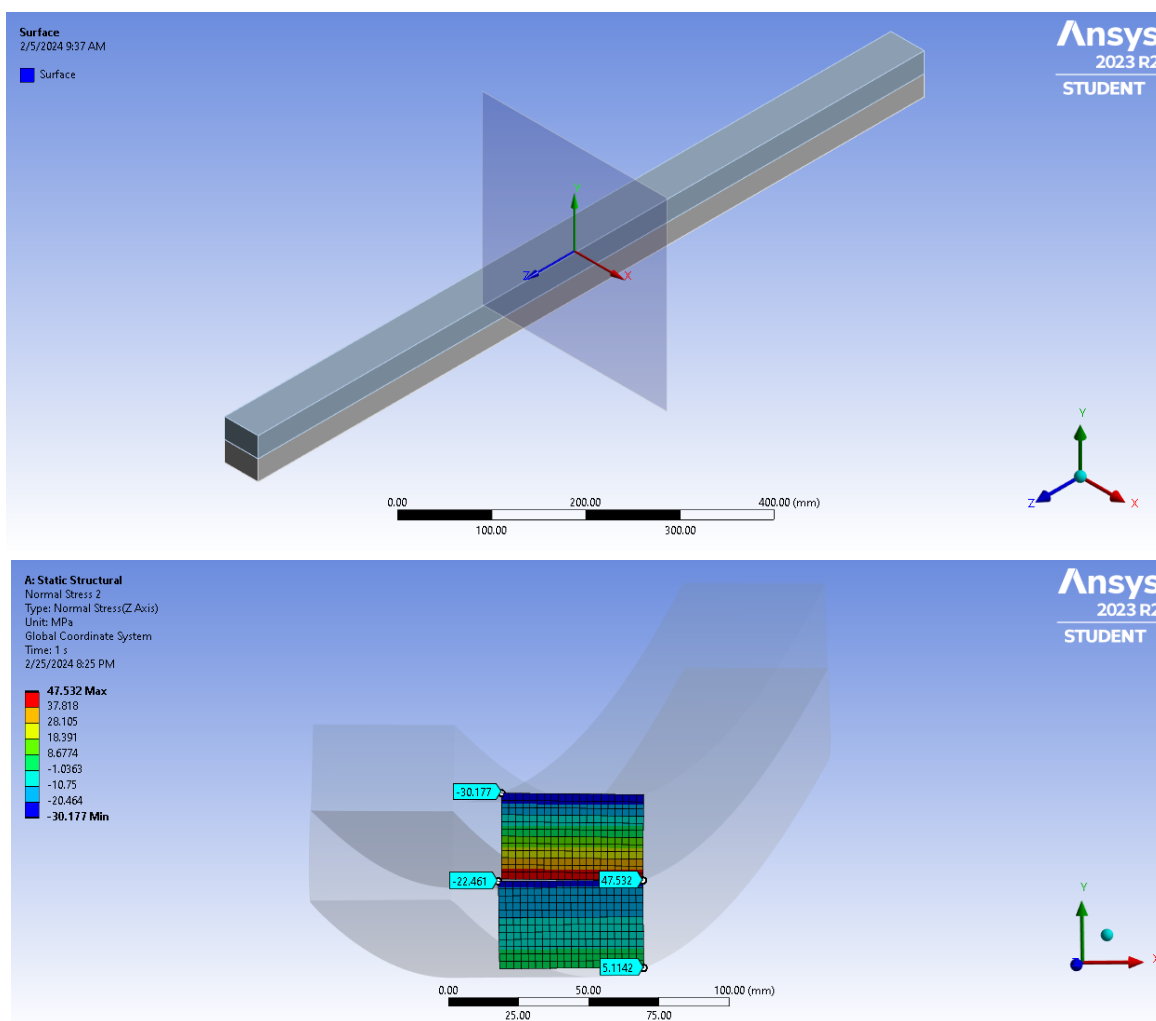 Surface
2/5/2024 9:37 AM
Surface
Ansys
2023 R2
STUDENT
Y
Z
X
Y
Z
X
0.00
200.00
400.00 (mm)
100.00
300.00
A: Static Structural
Normal Stress 2
Type: Normal Stress(Z Axis)
Unit: MPa
Global Coordinate System
Time: 1 s
2/25/2024 8:25 PM
Ansys
2023 R2
STUDENT
47.532 Max
37.818
28.105
18.391
8.6774
-1.0363
-10.75
-20.464
-30.177 Min
-30.177
-22.461
47.532
5.1142
Y
Z
X
0.00
50.00
100.00 (mm)
25.00
75.00